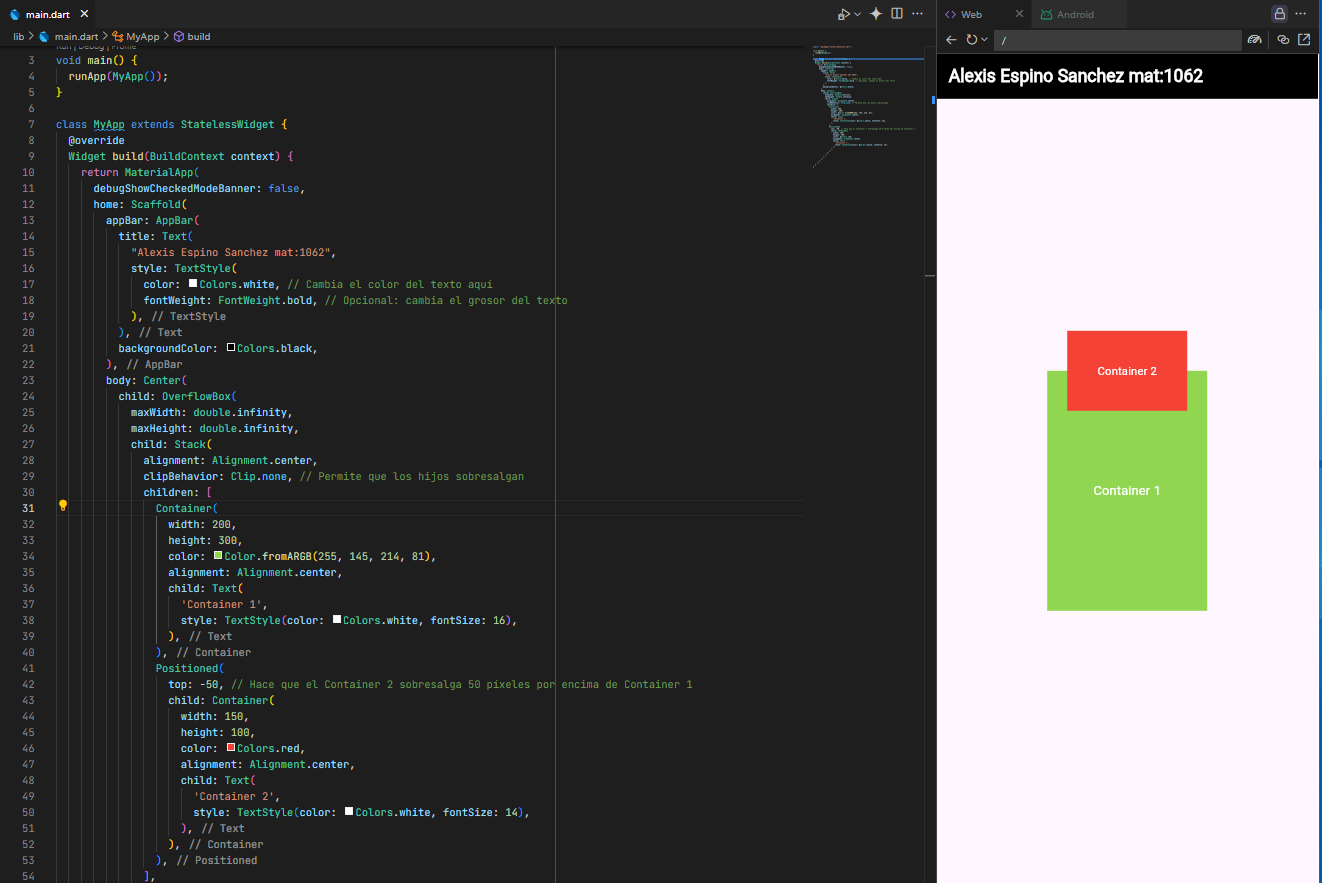 main.dart
lib > main.dart > MyApp > build
Run | Debug | Profile
3 void main() {
4 runApp(MyApp());
5 }
6
7 class MyApp extends StatelessWidget {
8 @override
9 Widget build(BuildContext context) {
10 return MaterialApp(
11 debugShowCheckedModeBanner: false,
12 home: Scaffold(
13 appBar: AppBar(
14 title: Text(
15 "Alexis Espino Sanchez mat:1062",
16 style: TextStyle(
17 color: Colors.white, // Cambia el color del texto aquí
18 fontWeight: FontWeight.bold, // Opcional: cambia el grosor del texto
19 ), // TextStyle
20 ), // Text
21 backgroundColor: Colors.black,
22 ), // AppBar
23 body: Center(
24 child: OverflowBox(
25 maxWidth: double.infinity,
26 maxHeight: double.infinity,
27 child: Stack(
28 alignment: Alignment.center,
29 clipBehavior: Clip.none, // Permite que los hijos sobresalgan
30 children: [
31 Container(
32 width: 200,
33 height: 300,
34 color: Color.fromARGB(255, 145, 214, 81),
35 alignment: Alignment.center,
36 child: Text(
37 'Container 1',
38 style: TextStyle(color: Colors.white, fontSize: 16),
39 ), // Text
40 ), // Container
41 Positioned(
42 top: -50, // Hace que el Container 2 sobresalga 50 píxeles por encima de Container 1
43 child: Container(
44 width: 150,
45 height: 100,
46 color: Colors.red,
47 alignment: Alignment.center,
48 child: Text(
49 'Container 2',
50 style: TextStyle(color: Colors.white, fontSize: 14),
51 ), // Text
52 ), // Container
53 ), // Positioned
54 ],
Web
Android
/
Alexis Espino Sanchez mat:1062
Container 2
Container 1